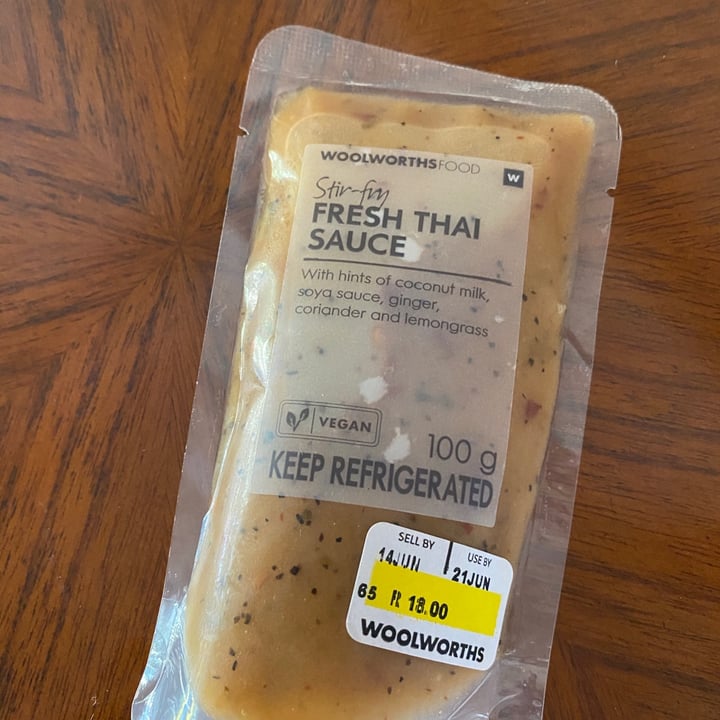 WOOLWORTHSFOOD
W
Stir-fry
FRESH THAI
SAUCE
With hints of coconut milk,
soya sauce, ginger,
coriander and lemongrass
V VEGAN
100 g
KEEP REFRIGERATED
SELL BY USE BY
14JUN 21JUN
65 R 18.00
WOOLWORTHS